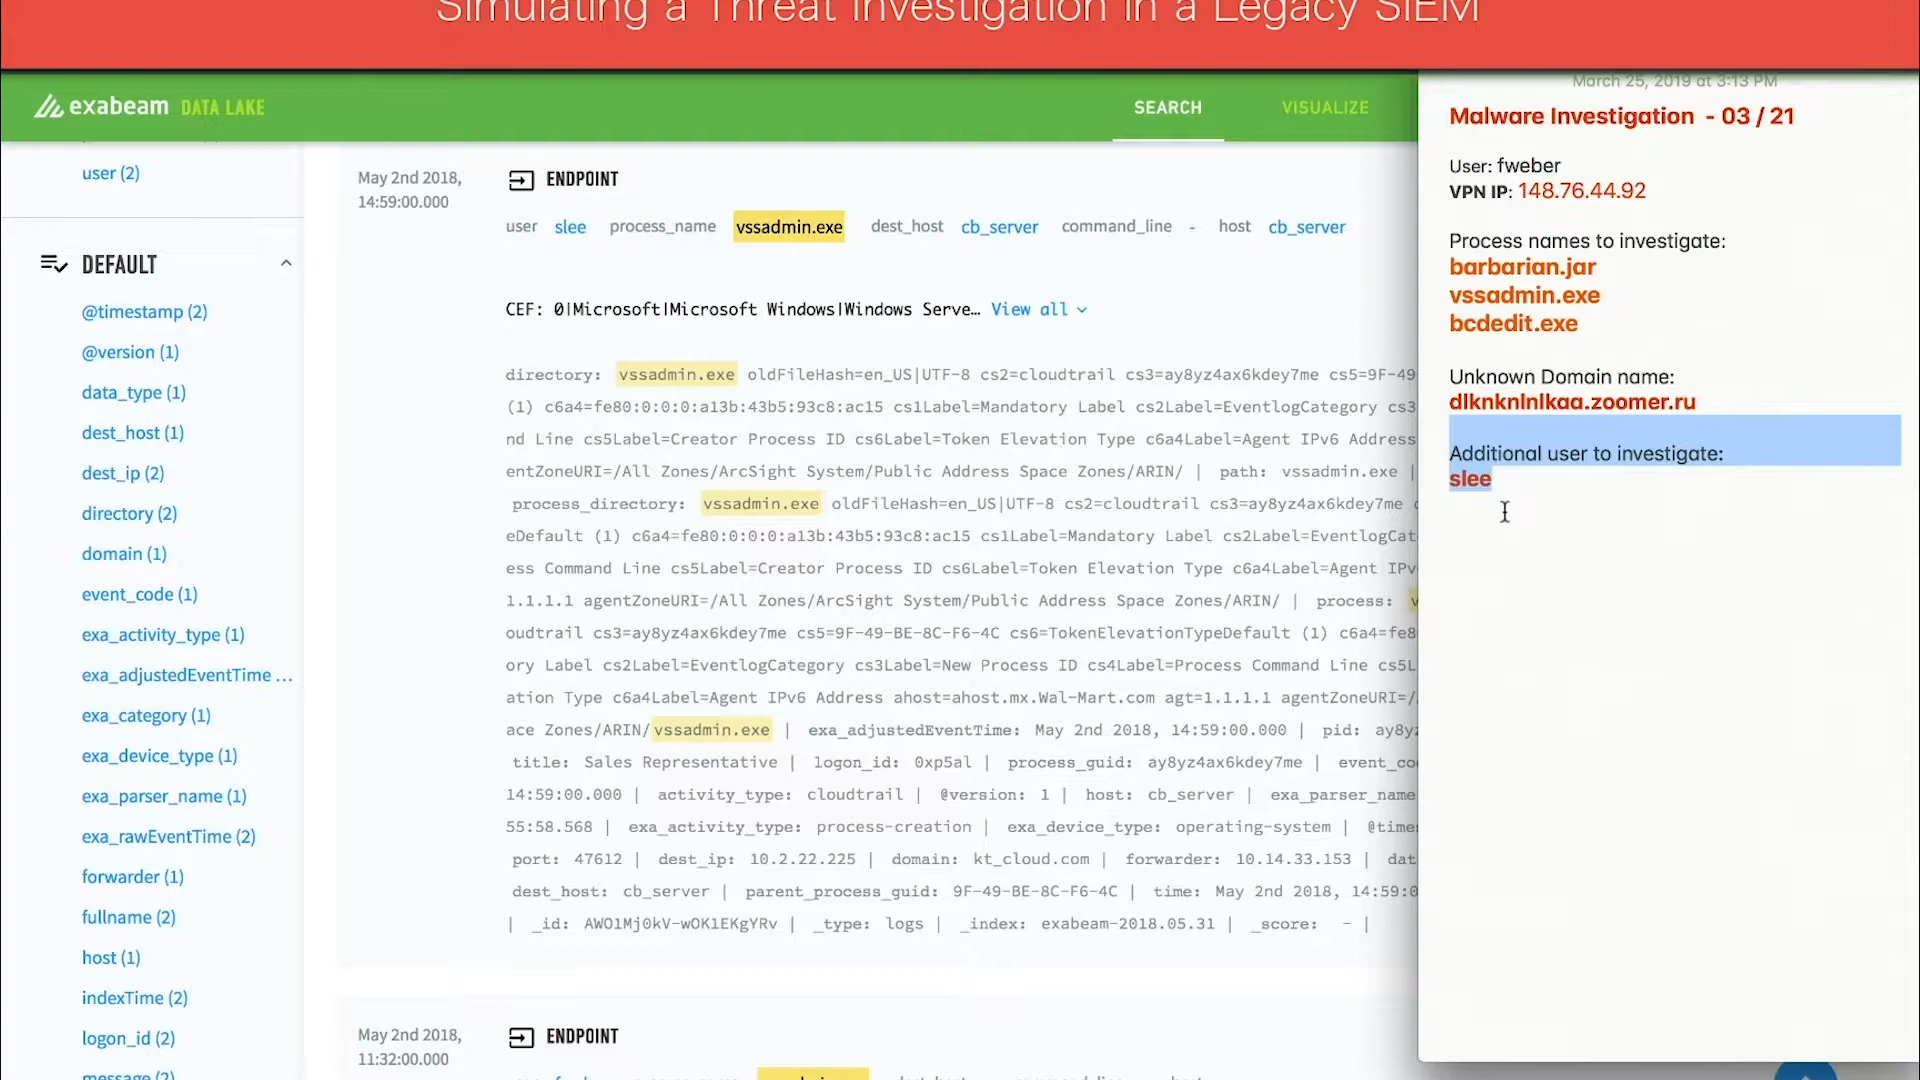 Simulating a Threat Investigation in a Legacy SIEM
exabeam DATA LAKE
SEARCH
VISUALIZE
user (2)
DEFAULT
@timestamp (2)
@version (1)
data_type (1)
dest_host (1)
dest_ip (2)
directory (2)
domain (1)
event_code (1)
exa_activity_type (1)
exa_adjustedEventTime ...
exa_category (1)
exa_device_type (1)
exa_parser_name (1)
exa_rawEventTime (2)
forwarder (1)
fullname (2)
host (1)
indexTime (2)
logon_id (2)
message (2)
May 2nd 2018,
14:59:00.000
ENDPOINT
user slee process_name vssadmin.exe dest_host cb_server command_line - host cb_server
CEF: 0|Microsoft|Microsoft Windows|Windows Serve… View all
directory: vssadmin.exe oldFileHash=en_US|UTF-8 cs2=cloudtrail cs3=ay8yz4ax6kdey7me cs5=9F-49
(1) c6a4=fe80:0:0:0:a13b:43b5:93c8:ac15 cs1Label=Mandatory Label cs2Label=EventlogCategory cs3
nd Line cs5Label=Creator Process ID cs6Label=Token Elevation Type c6a4Label=Agent IPv6 Address
entZoneURI=/All Zones/ArcSight System/Public Address Space Zones/ARIN/ | path: vssadmin.exe |
process_directory: vssadmin.exe oldFileHash=en_US|UTF-8 cs2=cloudtrail cs3=ay8yz4ax6kdey7me
eDefault (1) c6a4=fe80:0:0:0:a13b:43b5:93c8:ac15 cs1Label=Mandatory Label cs2Label=EventlogCat
ess Command Line cs5Label=Creator Process ID cs6Label=Token Elevation Type c6a4Label=Agent IPv
1.1.1.1 agentZoneURI=/All Zones/ArcSight System/Public Address Space Zones/ARIN/ | process: v
oudtrail cs3=ay8yz4ax6kdey7me cs5=9F-49-BE-8C-F6-4C cs6=TokenElevationTypeDefault (1) c6a4=fe8
ory Label cs2Label=EventlogCategory cs3Label=New Process ID cs4Label=Process Command Line cs5L
ation Type c6a4Label=Agent IPv6 Address ahost=ahost.mx.Wal-Mart.com agt=1.1.1.1 agentZoneURI=/
ace Zones/ARIN/vssadmin.exe | exa_adjustedEventTime: May 2nd 2018, 14:59:00.000 | pid: ay8y
title: Sales Representative | logon_id: 0xp5al | process_guid: ay8yz4ax6kdey7me | event_co
14:59:00.000 | activity_type: cloudtrail | @version: 1 | host: cb_server | exa_parser_name
55:58.568 | exa_activity_type: process-creation | exa_device_type: operating-system | @time
port: 47612 | dest_ip: 10.2.22.225 | domain: kt_cloud.com | forwarder: 10.14.33.153 | dat
dest_host: cb_server | parent_process_guid: 9F-49-BE-8C-F6-4C | time: May 2nd 2018, 14:59:0
| _id: AWO1Mj0kV-wOK1EKgYRv | _type: logs | _index: exabeam-2018.05.31 | _score: - |
May 2nd 2018,
11:32:00.000
ENDPOINT
March 25, 2019 at 3:13 PM
Malware Investigation - 03 / 21
User: fweber
VPN IP: 148.76.44.92
Process names to investigate:
barbarian.jar
vssadmin.exe
bcdedit.exe
Unknown Domain name:
dlknknlnlkaa.zoomer.ru
Additional user to investigate:
slee